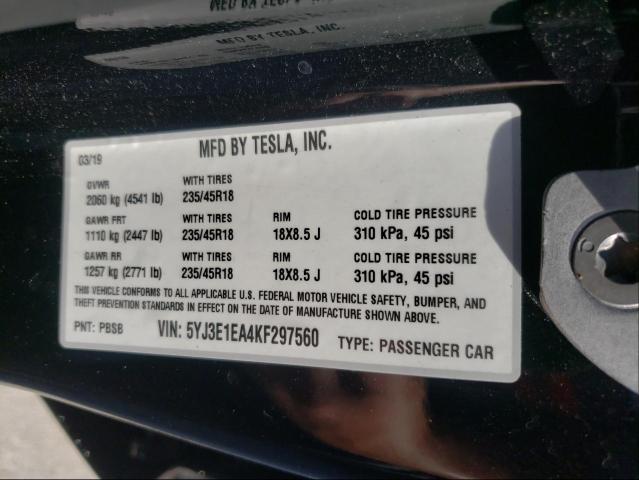 MFD BY TESLA, INC.
03/19 MFD BY TESLA, INC.
GVWR WITH TIRES
2060 kg (4541 lb) 235/45R18
GAWR FRT WITH TIRES RIM COLD TIRE PRESSURE
1110 kg (2447 lb) 235/45R18 18X8.5 J 310 kPa, 45 psi
GAWR RR WITH TIRES RIM COLD TIRE PRESSURE
1257 kg (2771 lb) 235/45R18 18X8.5 J 310 kPa, 45 psi
THIS VEHICLE CONFORMS TO ALL APPLICABLE U.S. FEDERAL MOTOR VEHICLE SAFETY, BUMPER, AND
THEFT PREVENTION STANDARDS IN EFFECT ON THE DATE OF MANUFACTURE SHOWN ABOVE.
PNT: PBSB VIN: 5YJ3E1EA4KF297560 TYPE: PASSENGER CAR